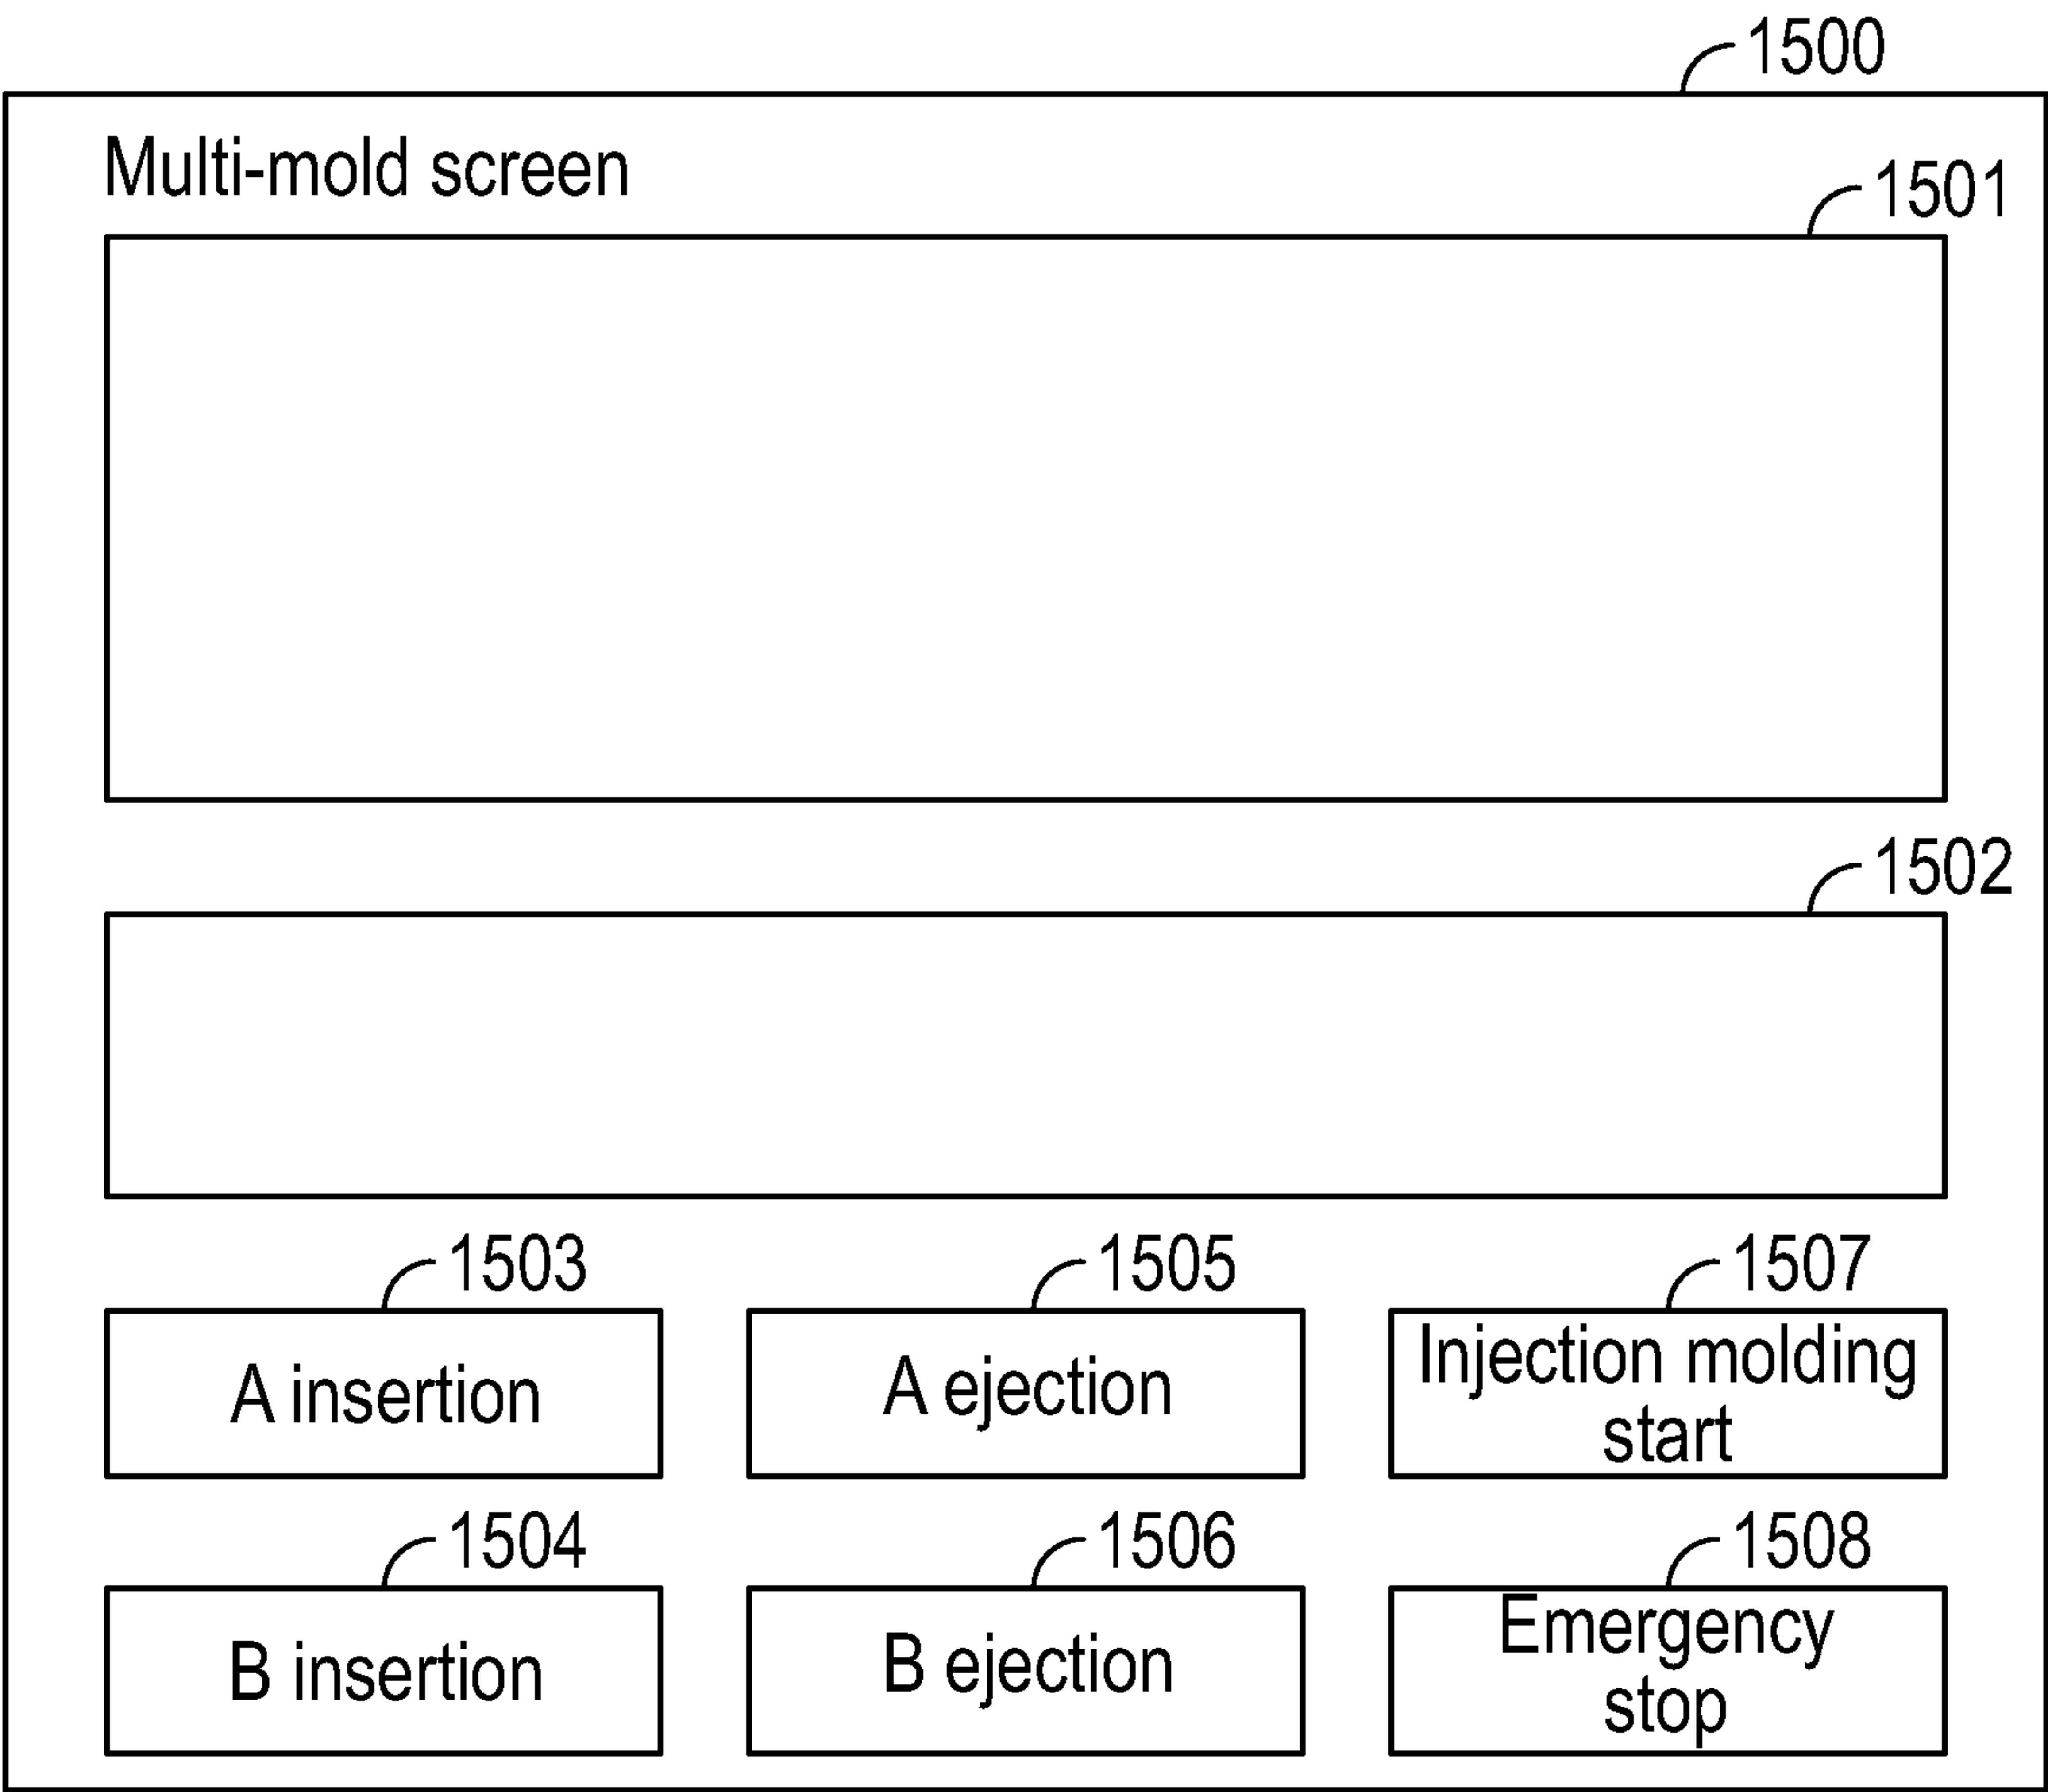 1500
Multi-mold screen
1501
1502
1503
1505
1507
A insertion
A ejection
Injection molding
start
1504
1506
1508
B insertion
B ejection
Emergency
stop